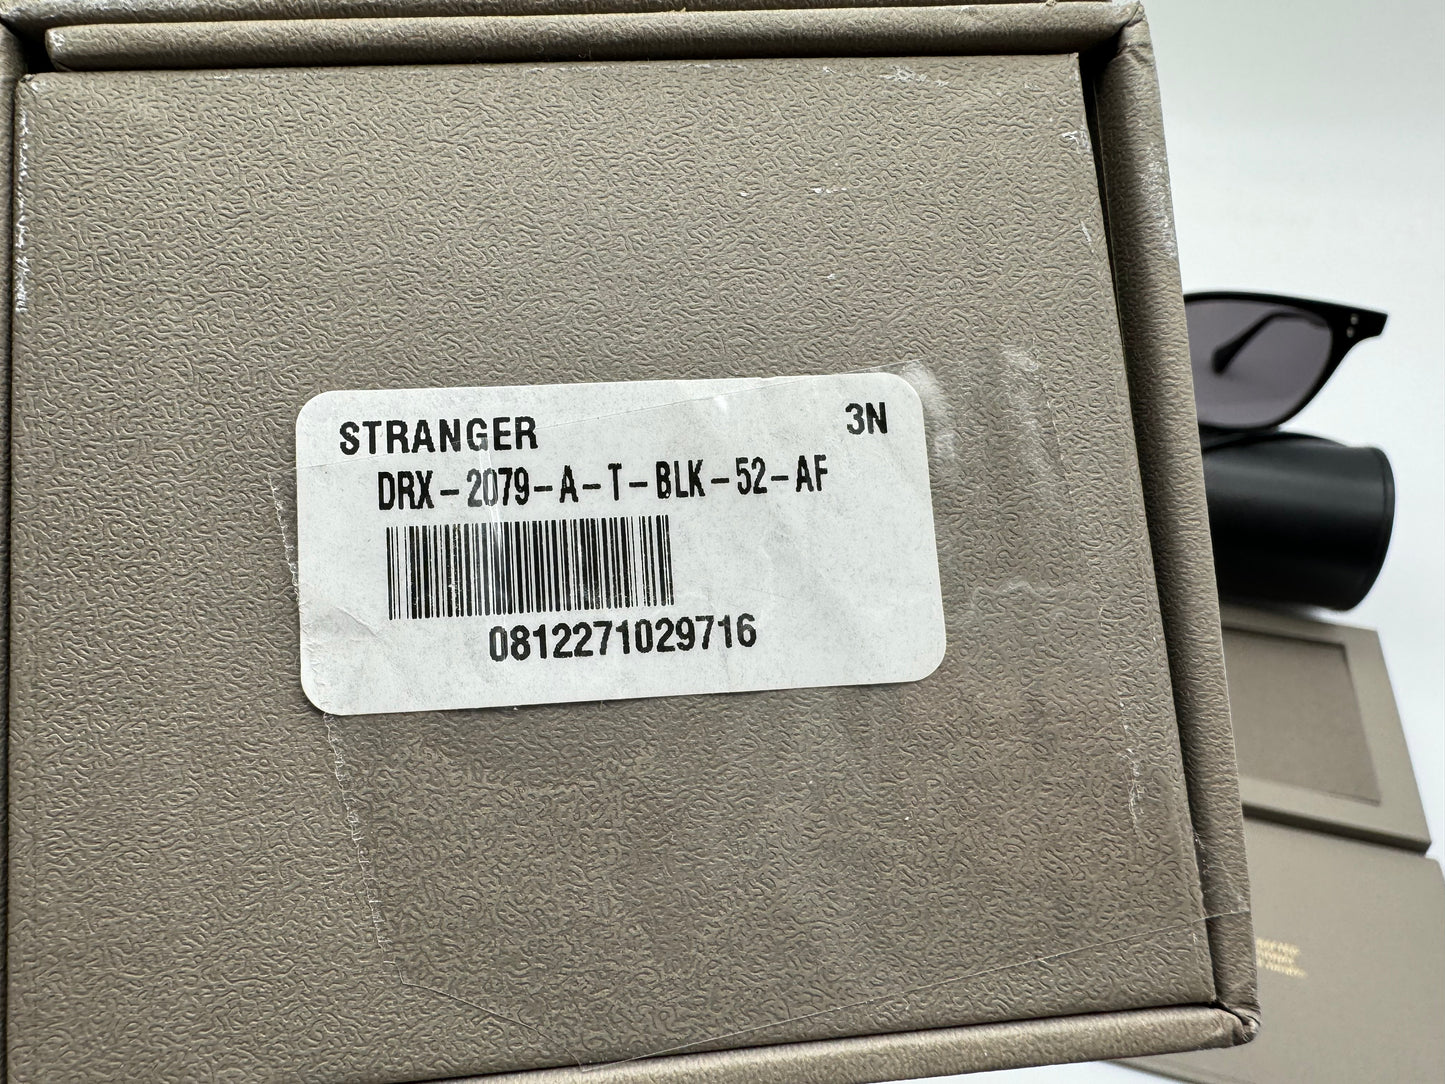 STRANGER 3N
DRX-2079-A-T-BLK-52-AF
0812271029716